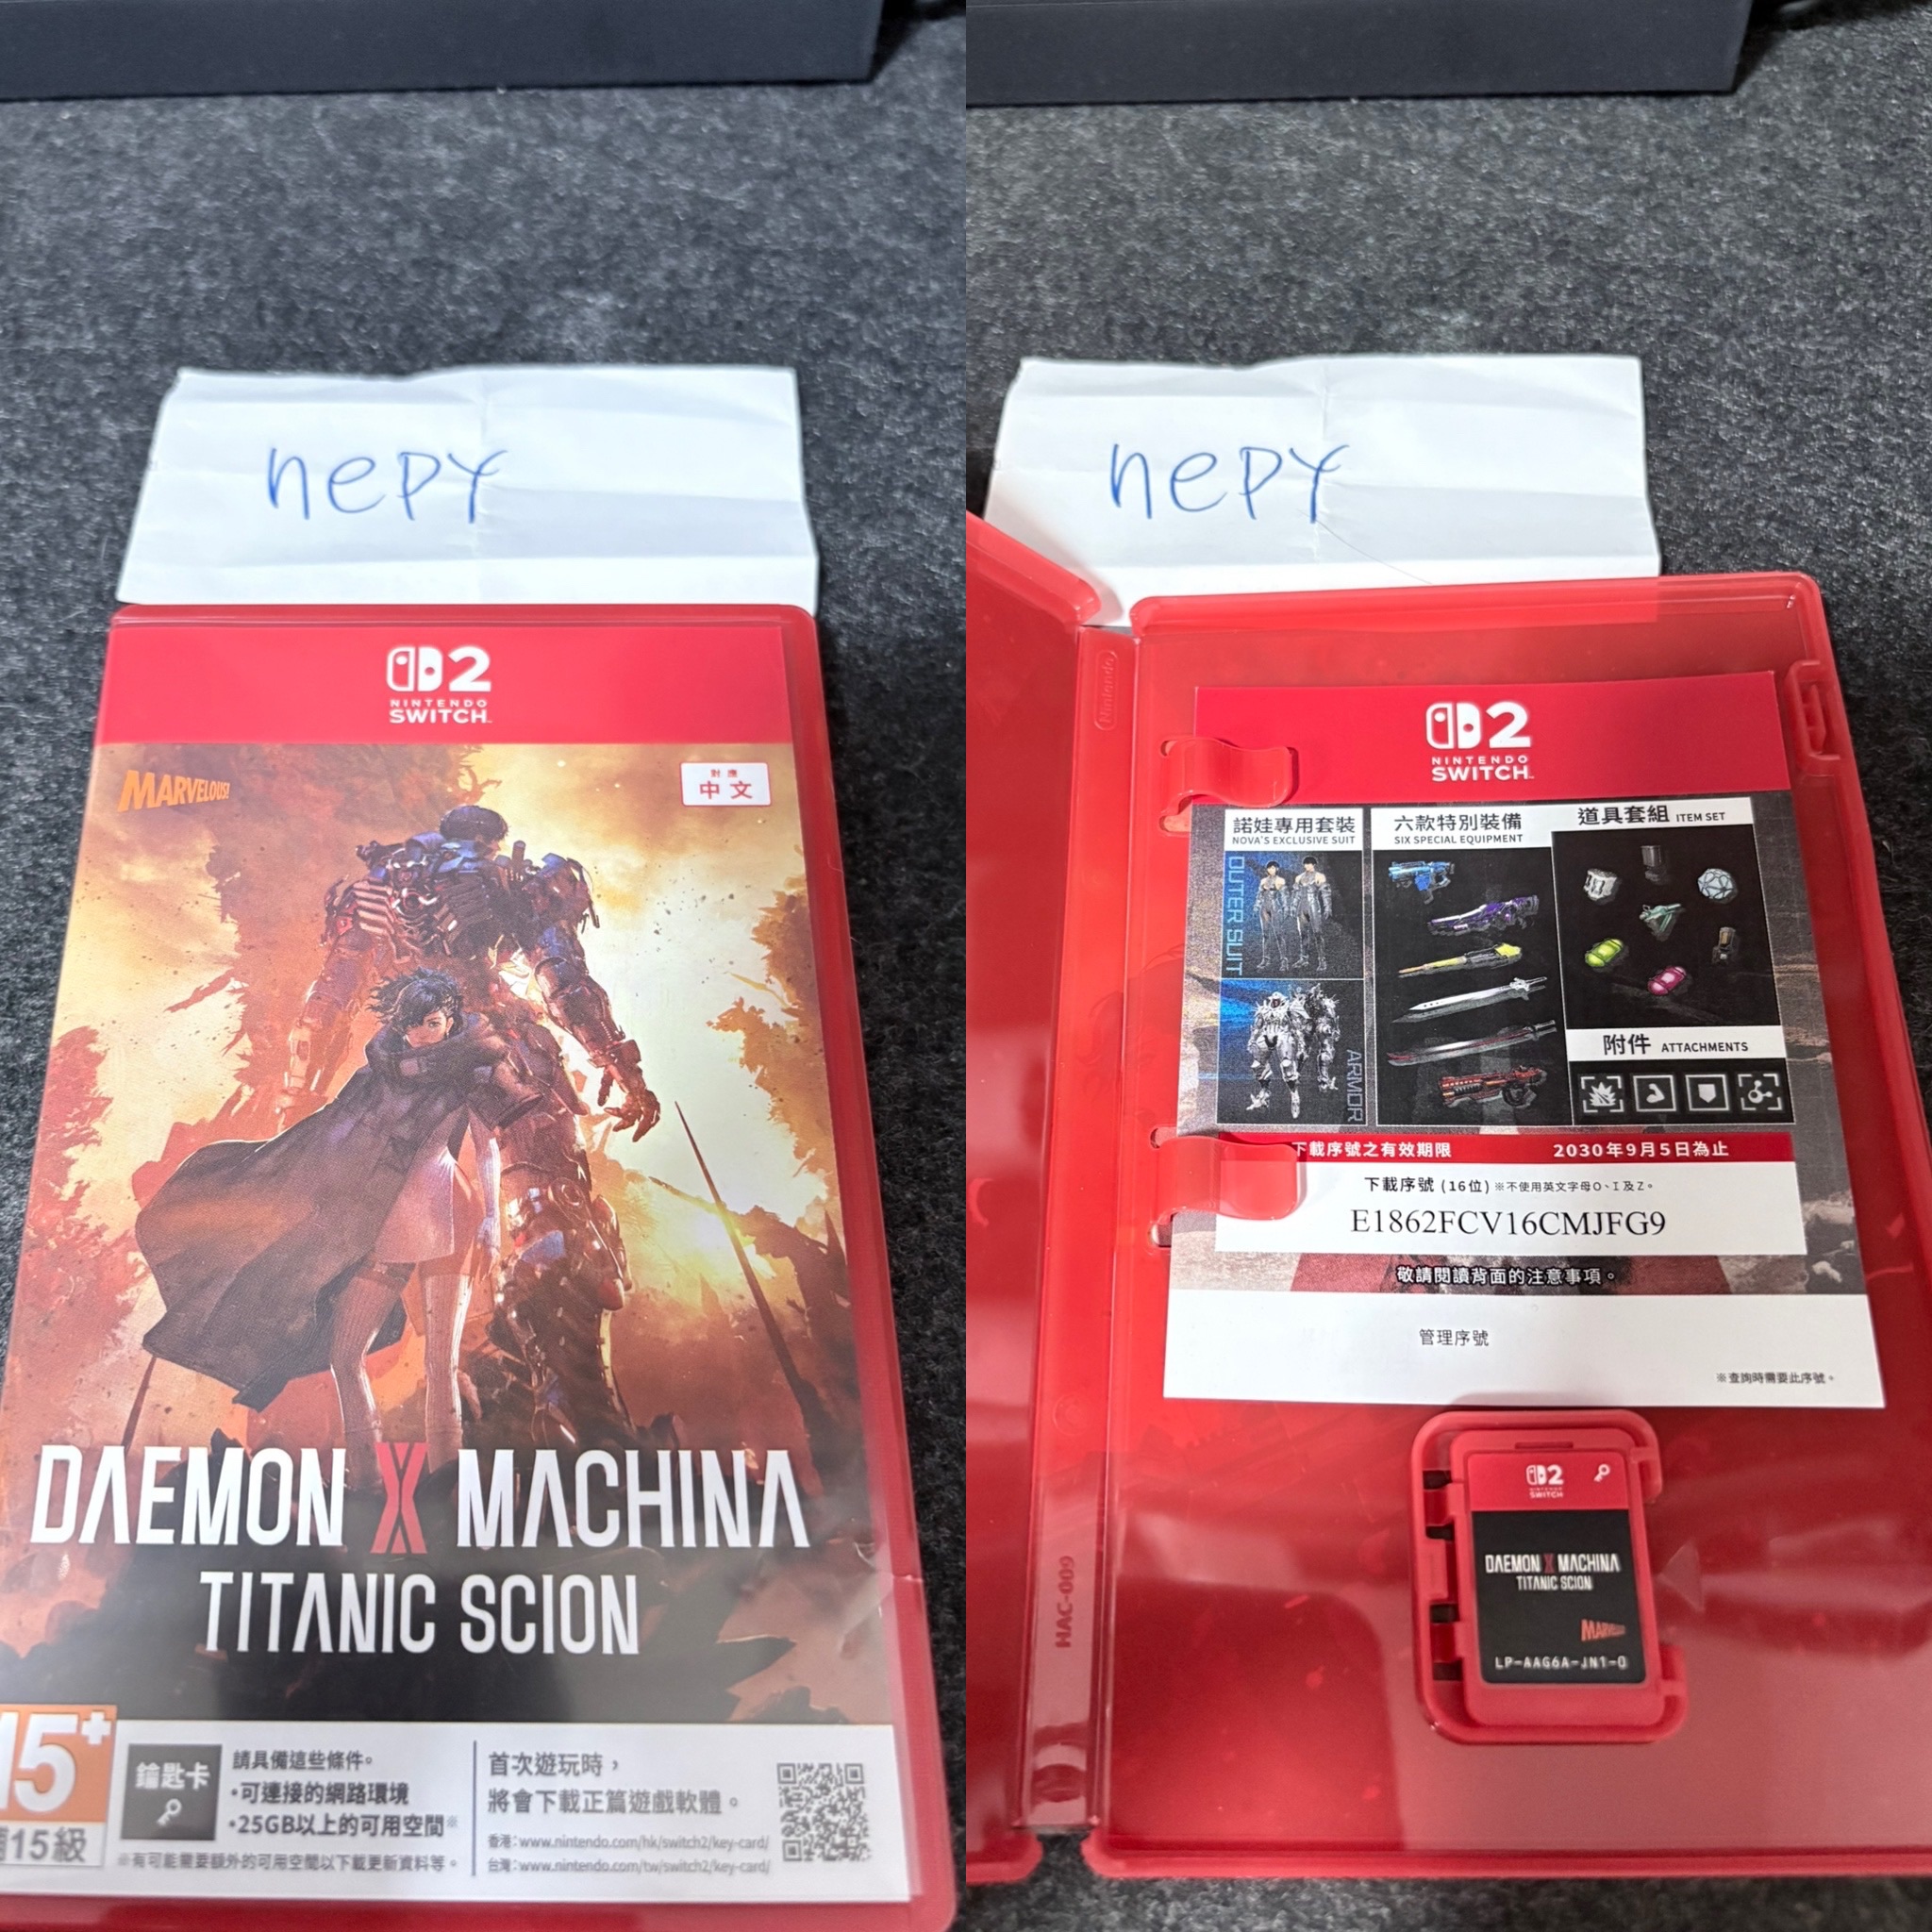 nepy
2
NINTENDO
SWITCH™
MARVELOUS!
對應
中文
DAEMON X MACHINA
TITANIC SCION
15+
輔15級
鑰匙卡
請具備這些條件。
•可連接的網路環境
•25GB以上的可用空間※
※有可能需要額外的可用空間以下載更新資料等。
首次遊玩時，
將會下載正篇遊戲軟體。
香港：www.nintendo.com/hk/switch2/key-card/
台灣：www.nintendo.com/tw/switch2/key-card/
nepy
Nintendo
2
NINTENDO
SWITCH™
諾娃專用套裝
NOVA'S EXCLUSIVE SUIT
OUTER SUIT
ARMOR
六款特別裝備
SIX SPECIAL EQUIPMENT
道具套組 ITEM SET
附件 ATTACHMENTS
下載序號之有效期限 2030年9月5日為止
下載序號 (16位) ※不使用英文字母O、I及Z。
E1862FCV16CMJFG9
敬請閱讀背面的注意事項。
管理序號
※查詢時需要此序號。
HAC-009
2
NINTENDO
SWITCH
DAEMON X MACHINA
TITANIC SCION
MARVELOUS!
LP-AAG6A-JN1-0